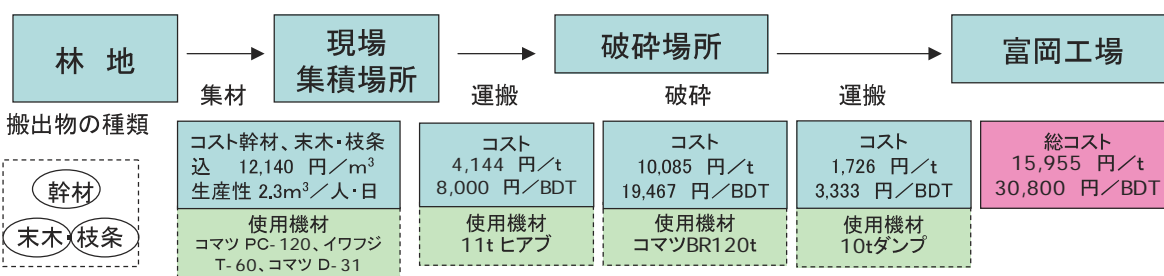 林 地
現場
集積場所
破砕場所
富岡工場
集材
運搬
破砕
運搬
搬出物の種類
幹材
末木・枝条
コスト幹材、末木・枝条
込 12,140 円/m³
生産性 2.3m³/人・日
使用機材
コマツ PC-120、イワフジ
T-60、コマツ D-31
コスト
4,144 円/t
8,000 円/BDT
使用機材
11t ヒアブ
コスト
10,085 円/t
19,467 円/BDT
使用機材
コマツBR120t
コスト
1,726 円/t
3,333 円/BDT
使用機材
10tダンプ
総コスト
15,955 円/t
30,800 円/BDT